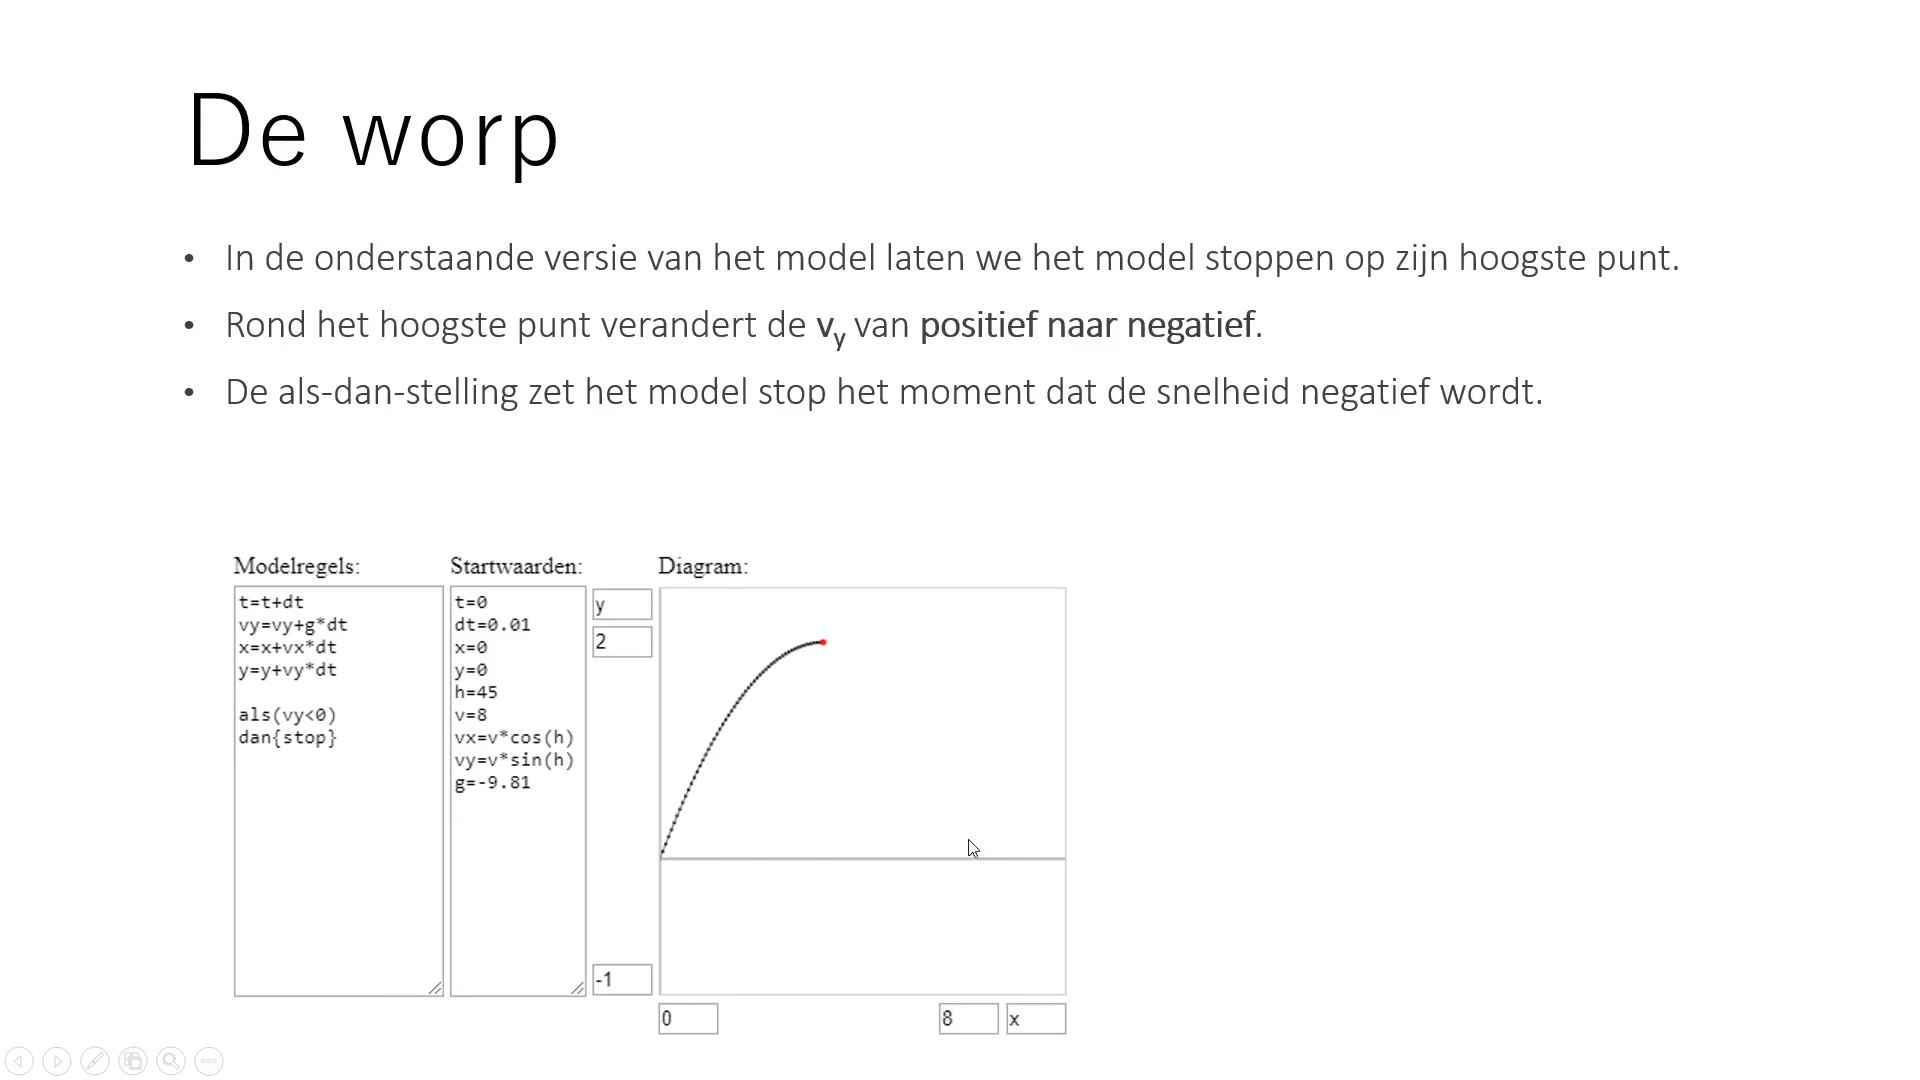 De worp
• In de onderstaande versie van het model laten we het model stoppen op zijn hoogste punt.
• Rond het hoogste punt verandert de vy van positief naar negatief.
• De als-dan-stelling zet het model stop het moment dat de snelheid negatief wordt.
Modelregels:
t=t+dt
vy=vy+g*dt
x=x+vx*dt
y=y+vy*dt
als(vy<0)
dan{stop}
Startwaarden:
t=0
dt=0.01
x=0
y=0
h=45
v=8
vx=v*cos(h)
vy=v*sin(h)
g=-9.81
Diagram:
y
2
-1
0
8
x